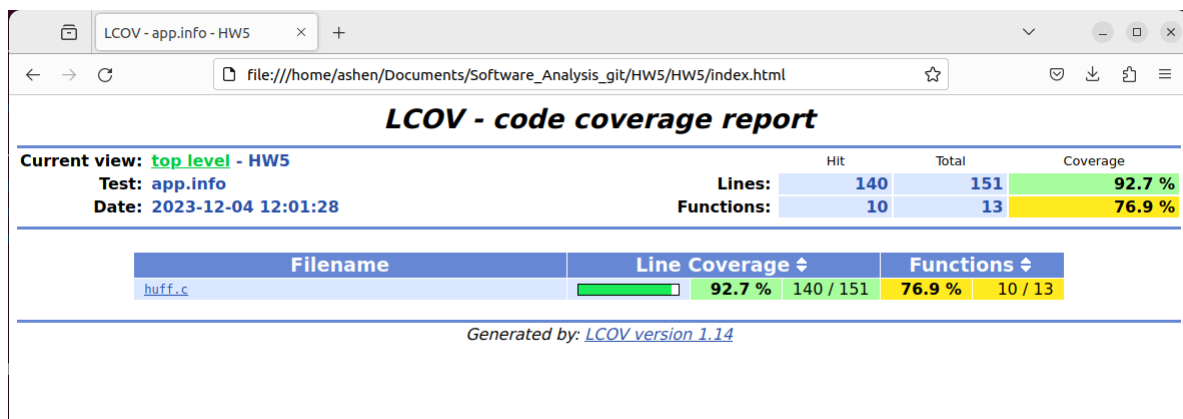 LCOV - app.info - HW5
file:///home/ashen/Documents/Software_Analysis_git/HW5/HW5/index.html
LCOV - code coverage report
Current view: top level - HW5 Hit Total Coverage
Test: app.info Lines: 140 151 92.7 %
Date: 2023-12-04 12:01:28 Functions: 10 13 76.9 %
Filename Line Coverage Functions
huff.c 92.7 % 140 / 151 76.9 % 10 / 13
Generated by: LCOV version 1.14